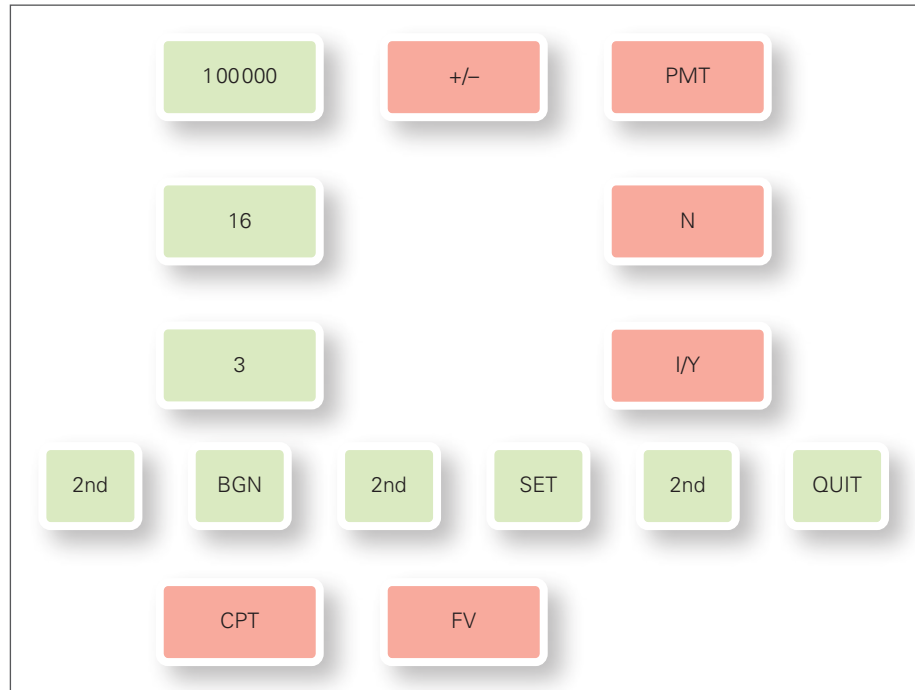 100000 +/– PMT
16 N
3 I/Y
2nd BGN 2nd SET 2nd QUIT
CPT FV